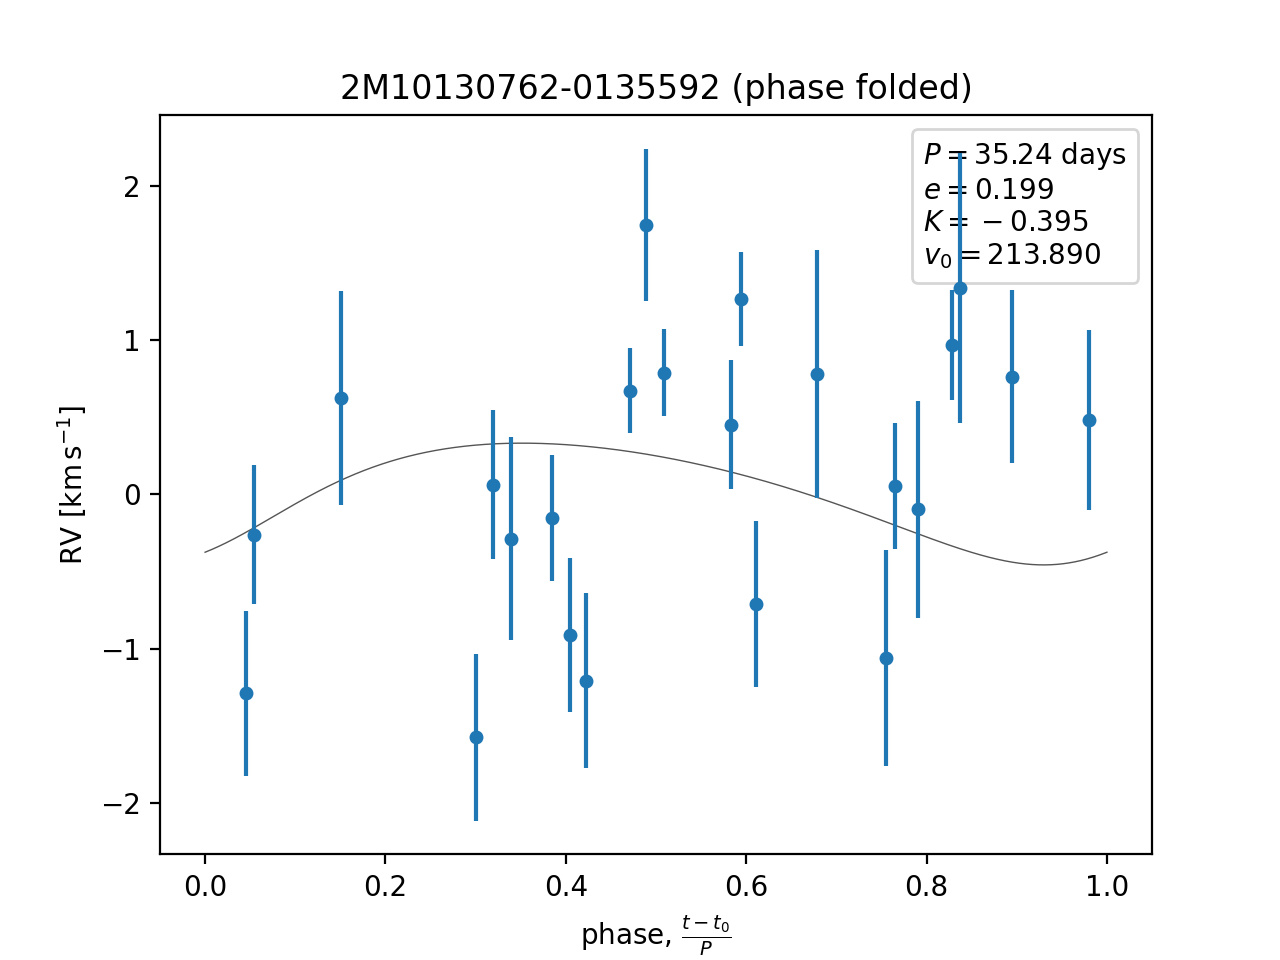 2M10130762-0135592 (phase folded)
P = 35.24 days
e = 0.199
K = −0.395
v₀ = 213.890
RV [km s⁻¹]
2
1
0
−1
−2
0.0 0.2 0.4 0.6 0.8 1.0
phase, (t − t₀)/P